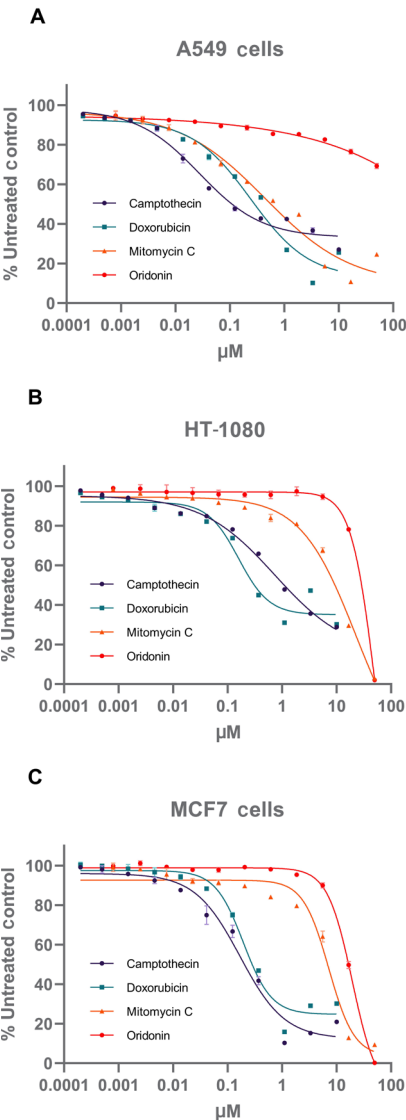 A
A549 cells
% Untreated control
100
80
60
40
20
0
Camptothecin
Doxorubicin
Mitomycin C
Oridonin
0.0001 0.001 0.01 0.1 1 10 100
μM
B
HT-1080
% Untreated control
100
80
60
40
20
0
Camptothecin
Doxorubicin
Mitomycin C
Oridonin
0.0001 0.001 0.01 0.1 1 10 100
μM
C
MCF7 cells
% Untreated control
100
80
60
40
20
0
Camptothecin
Doxorubicin
Mitomycin C
Oridonin
0.0001 0.001 0.01 0.1 1 10 100
μM